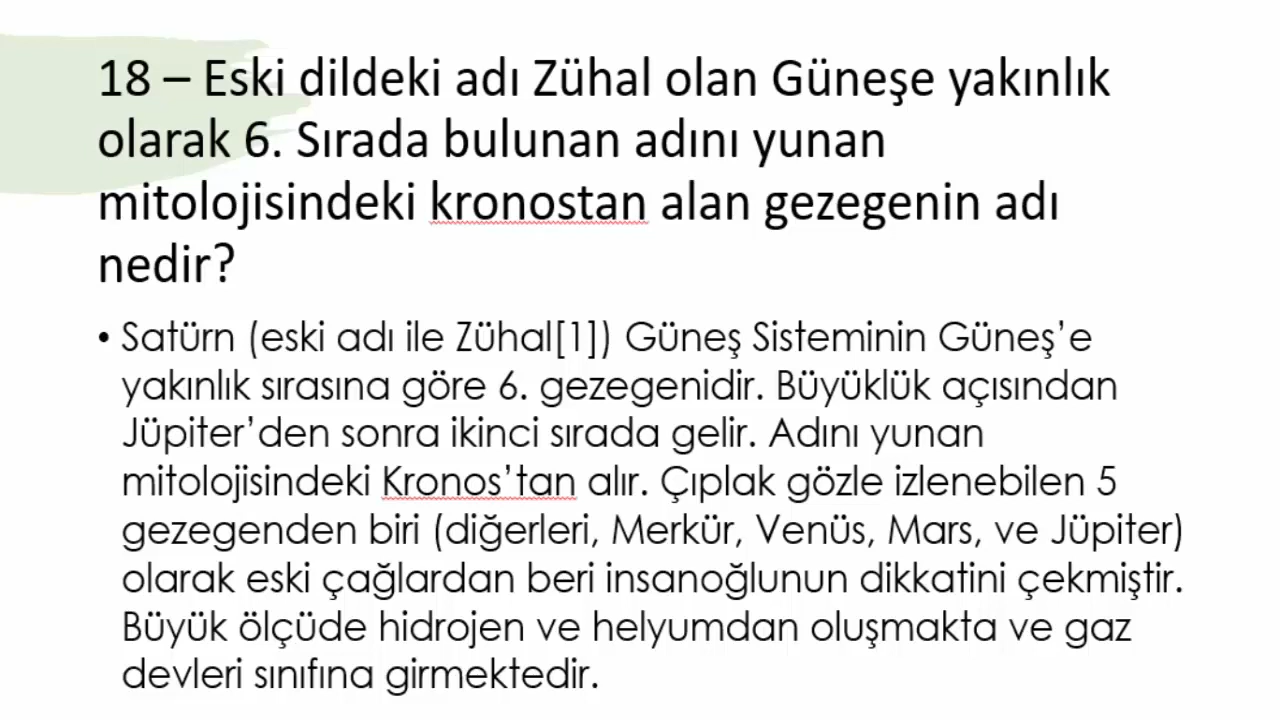 18 – Eski dildeki adı Zühal olan Güneşe yakınlık
olarak 6. Sırada bulunan adını yunan
mitolojisindeki kronostan alan gezegenin adı
nedir?
• Satürn (eski adı ile Zühal[1]) Güneş Sisteminin Güneş’e
yakınlık sırasına göre 6. gezegenidir. Büyüklük açısından
Jüpiter’den sonra ikinci sırada gelir. Adını yunan
mitolojisindeki Kronos’tan alır. Çıplak gözle izlenebilen 5
gezegenden biri (diğerleri, Merkür, Venüs, Mars, ve Jüpiter)
olarak eski çağlardan beri insanoğlunun dikkatini çekmiştir.
Büyük ölçüde hidrojen ve helyumdan oluşmakta ve gaz
devleri sınıfına girmektedir.